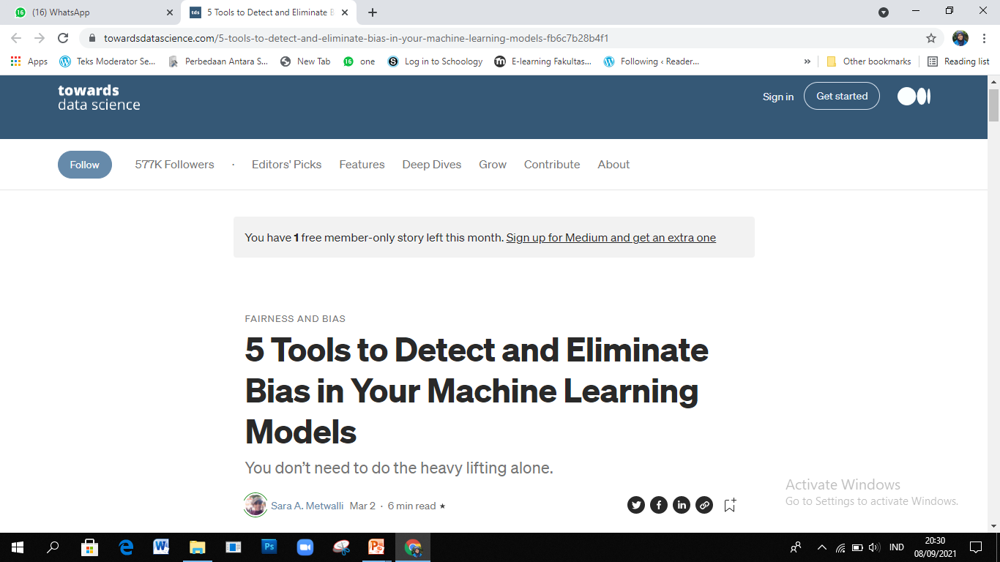 (16) WhatsApp
5 Tools to Detect and Eliminate B
towardsdatascience.com/5-tools-to-detect-and-eliminate-bias-in-your-machine-learning-models-fb6c7b28b4f1
Apps Teks Moderator Se... Perbedaan Antara S... New Tab one Log in to Schoology E-learning Fakultas... Following ‹ Reader... » Other bookmarks Reading list
towards
data science
Sign in Get started
Follow 577K Followers · Editors' Picks Features Deep Dives Grow Contribute About
You have 1 free member-only story left this month. Sign up for Medium and get an extra one
FAIRNESS AND BIAS
5 Tools to Detect and Eliminate
Bias in Your Machine Learning
Models
You don’t need to do the heavy lifting alone.
Sara A. Metwalli Mar 2 · 6 min read
Activate Windows
Go to Settings to activate Windows.
IND
20:30
08/09/2021